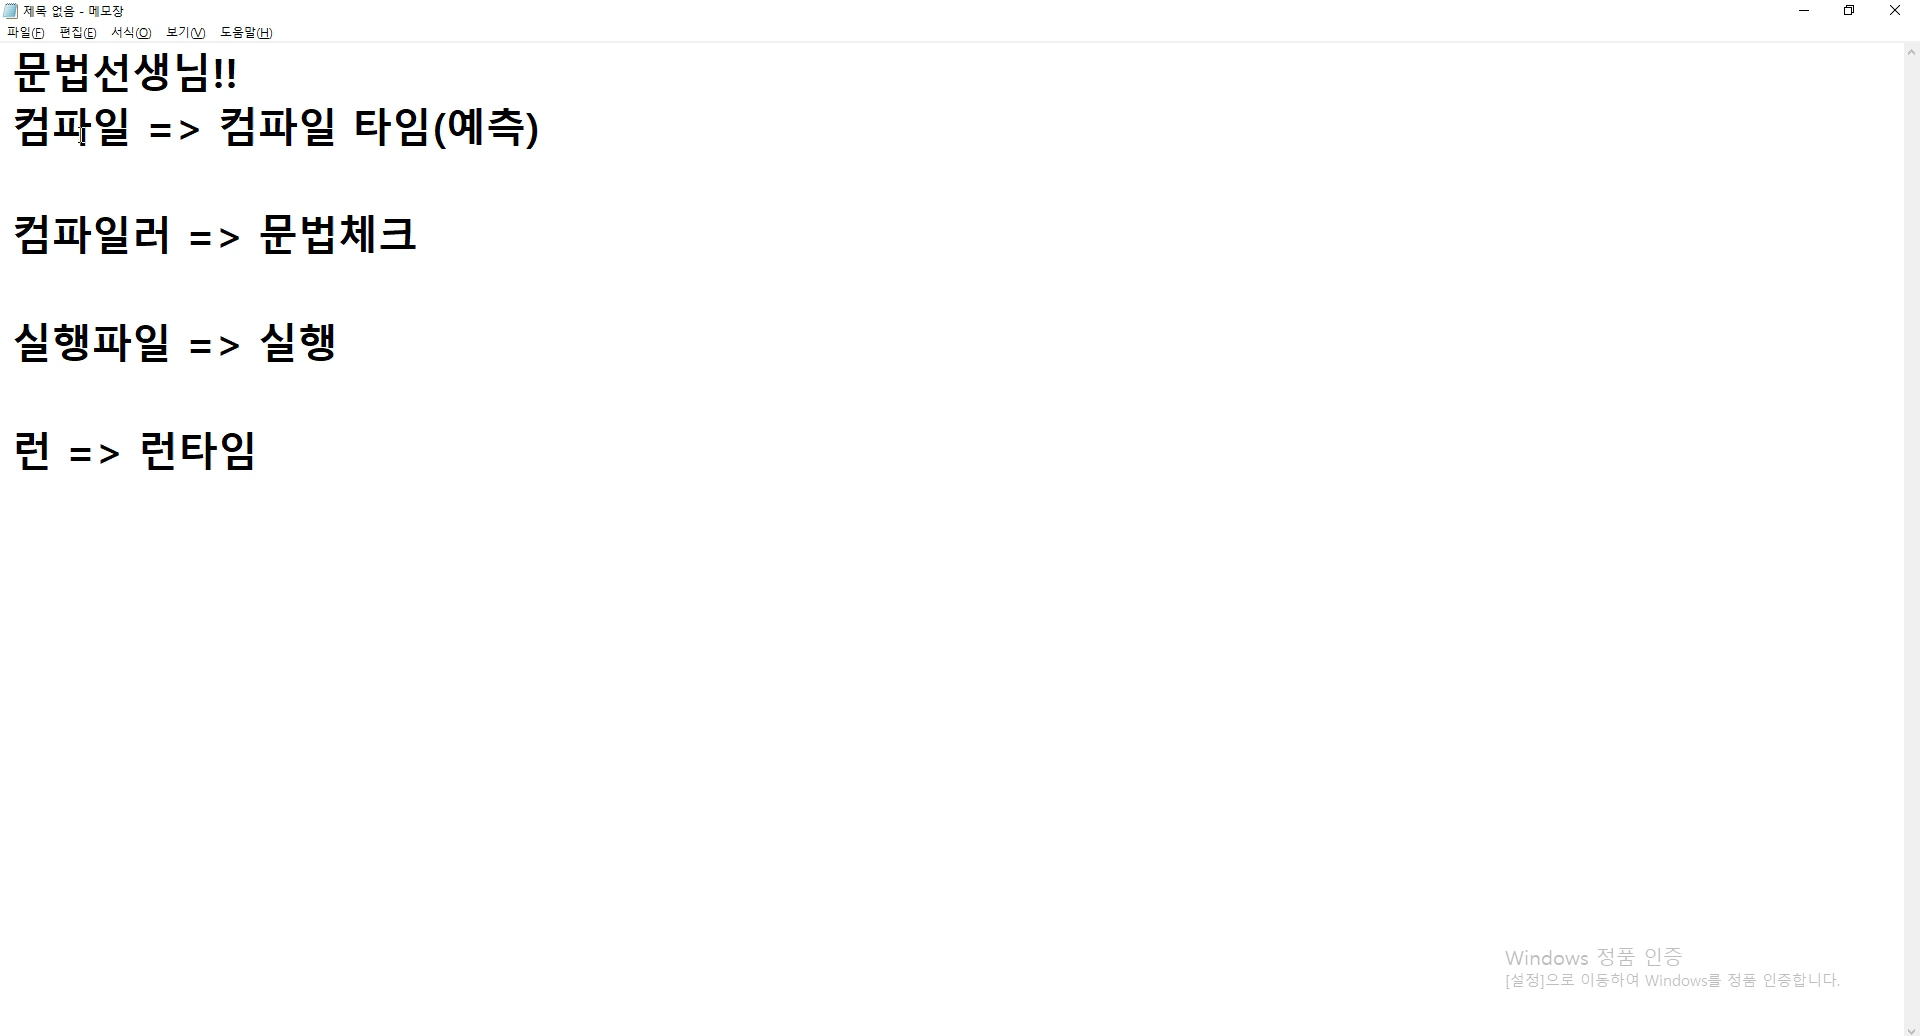 제목 없음 - 메모장
파일(F) 편집(E) 서식(O) 보기(V) 도움말(H)
문법선생님!!
컴파일 => 컴파일 타임(예측)
컴파일러 => 문법체크
실행파일 => 실행
런 => 런타임
Windows 정품 인증
[설정]으로 이동하여 Windows를 정품 인증합니다.